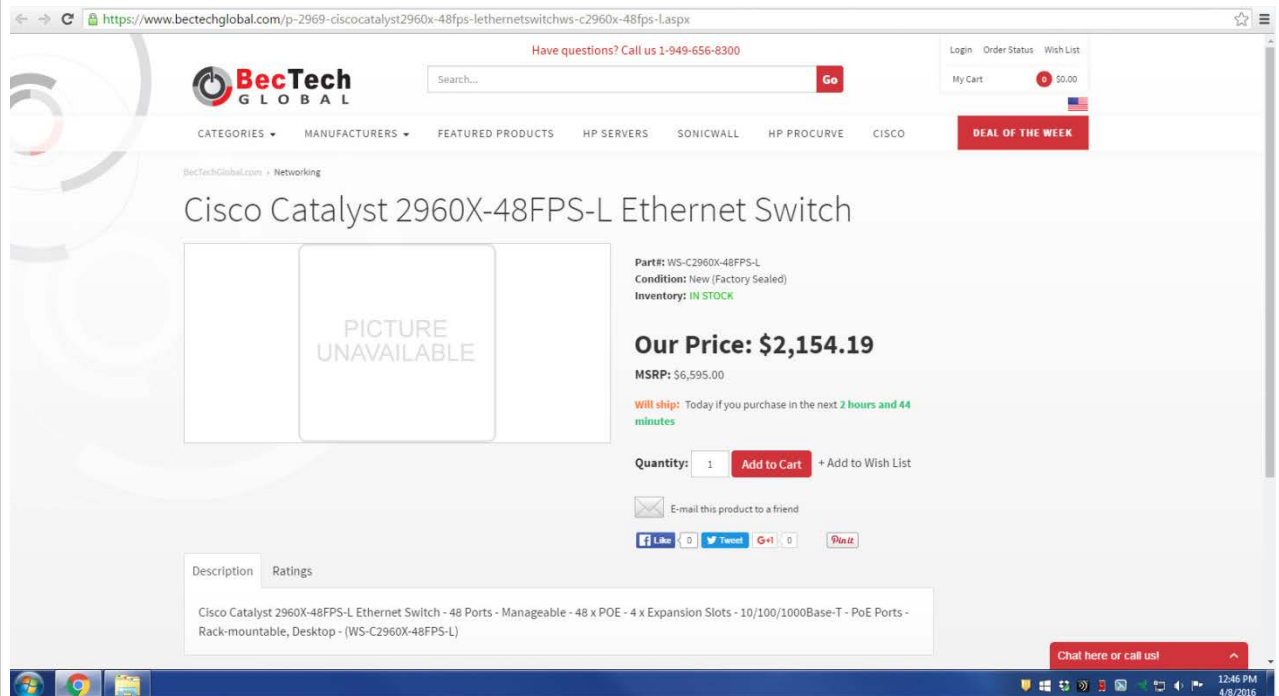 https://www.bectechglobal.com/p-2969-ciscocatalyst2960x-48fps-lethernetswitchws-c2960x-48fps-l.aspx
Have questions? Call us 1-949-656-8300
Login Order Status Wish List
BecTech
GLOBAL
Search...
Go
My Cart 0 $0.00
CATEGORIES MANUFACTURERS FEATURED PRODUCTS HP SERVERS SONICWALL HP PROCURVE CISCO DEAL OF THE WEEK
BecTechGlobal.com › Networking
Cisco Catalyst 2960X-48FPS-L Ethernet Switch
PICTURE
UNAVAILABLE
Part#: WS-C2960X-48FPS-L
Condition: New (Factory Sealed)
Inventory: IN STOCK
Our Price: $2,154.19
MSRP: $6,595.00
Will ship: Today if you purchase in the next 2 hours and 44
minutes
Quantity: 1 Add to Cart + Add to Wish List
E-mail this product to a friend
Like 0 Tweet G+1 0 Pin it
Description Ratings
Cisco Catalyst 2960X-48FPS-L Ethernet Switch - 48 Ports - Manageable - 48 x POE - 4 x Expansion Slots - 10/100/1000Base-T - PoE Ports -
Rack-mountable, Desktop - (WS-C2960X-48FPS-L)
Chat here or call us!
12:46 PM
4/8/2016